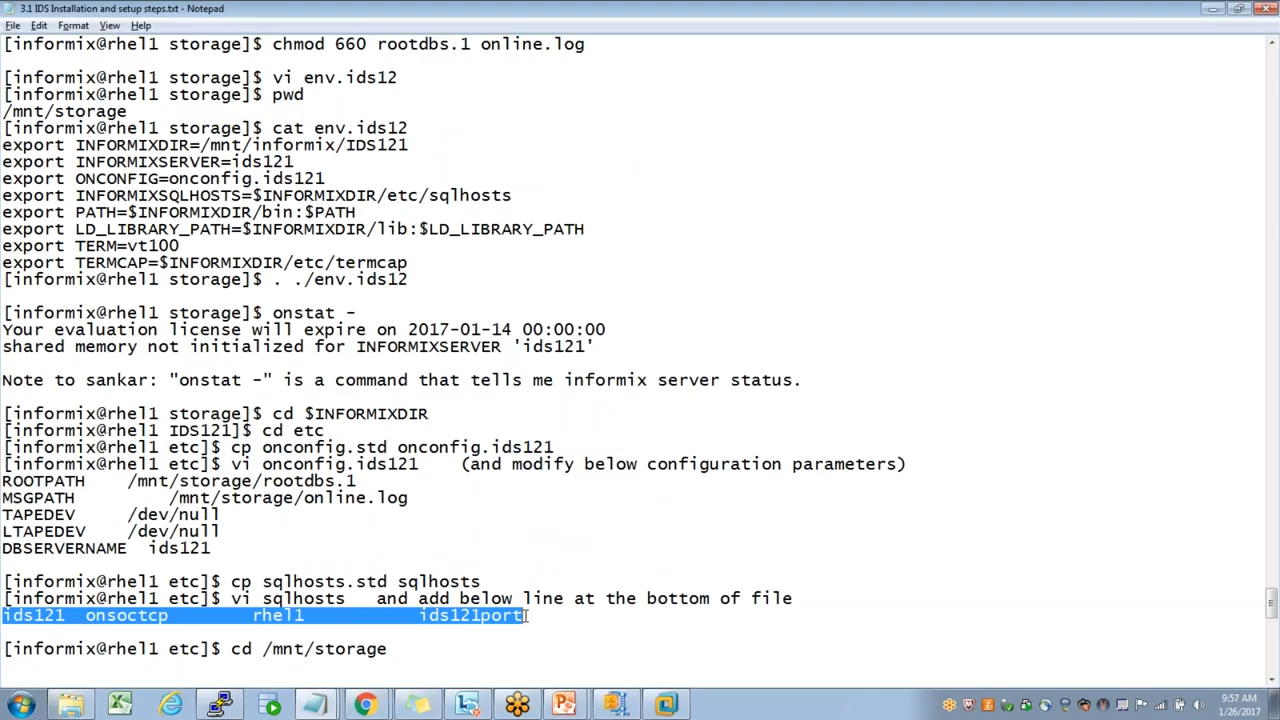 3.1 IDS Installation and setup steps.txt - Notepad
File Edit Format View Help
[informix@rhel1 storage]$ chmod 660 rootdbs.1 online.log
[informix@rhel1 storage]$ vi env.ids12
[informix@rhel1 storage]$ pwd
/mnt/storage
[informix@rhel1 storage]$ cat env.ids12
export INFORMIXDIR=/mnt/informix/IDS121
export INFORMIXSERVER=ids121
export ONCONFIG=onconfig.ids121
export INFORMIXSQLHOSTS=$INFORMIXDIR/etc/sqlhosts
export PATH=$INFORMIXDIR/bin:$PATH
export LD_LIBRARY_PATH=$INFORMIXDIR/lib:$LD_LIBRARY_PATH
export TERM=vt100
export TERMCAP=$INFORMIXDIR/etc/termcap
[informix@rhel1 storage]$ . ./env.ids12
[informix@rhel1 storage]$ onstat -
Your evaluation license will expire on 2017-01-14 00:00:00
shared memory not initialized for INFORMIXSERVER 'ids121'
Note to sankar: "onstat -" is a command that tells me informix server status.
[informix@rhel1 storage]$ cd $INFORMIXDIR
[informix@rhel1 IDS121]$ cd etc
[informix@rhel1 etc]$ cp onconfig.std onconfig.ids121
[informix@rhel1 etc]$ vi onconfig.ids121 (and modify below configuration parameters)
ROOTPATH /mnt/storage/rootdbs.1
MSGPATH /mnt/storage/online.log
TAPEDEV /dev/null
LTAPEDEV /dev/null
DBSERVERNAME ids121
[informix@rhel1 etc]$ cp sqlhosts.std sqlhosts
[informix@rhel1 etc]$ vi sqlhosts and add below line at the bottom of file
ids121 onsoctcp rhel1 ids121port
[informix@rhel1 etc]$ cd /mnt/storage
9:57 AM
1/26/2017